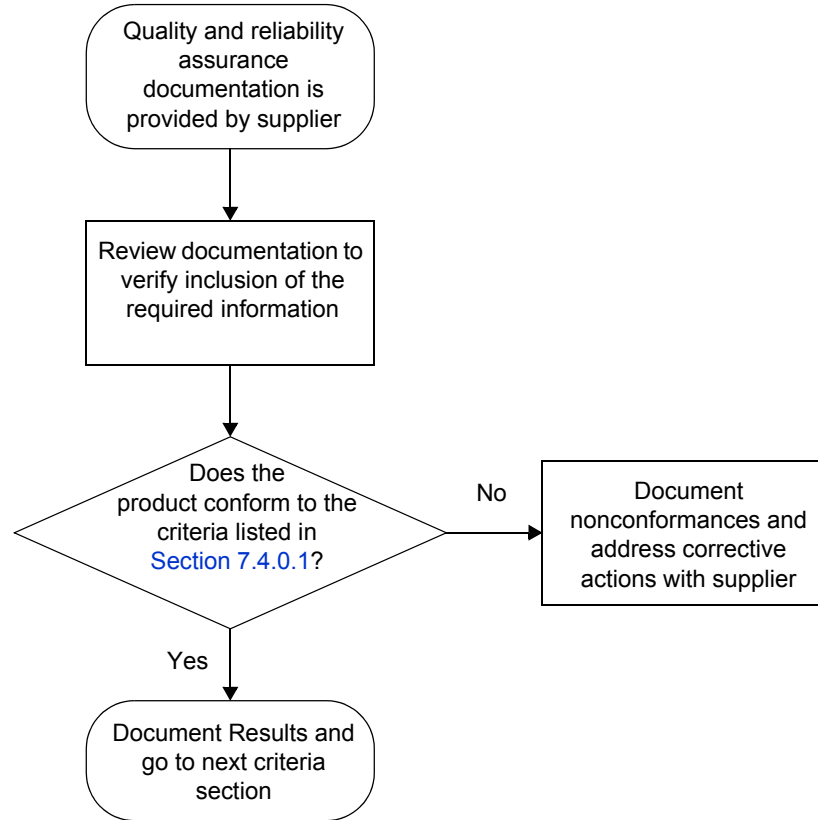 Quality and reliability
assurance
documentation is
provided by supplier
Review documentation to
verify inclusion of the
required information
Does the
product conform to the
criteria listed in
Section 7.4.0.1?
No
Document
nonconformances and
address corrective
actions with supplier
Yes
Document Results and
go to next criteria
section